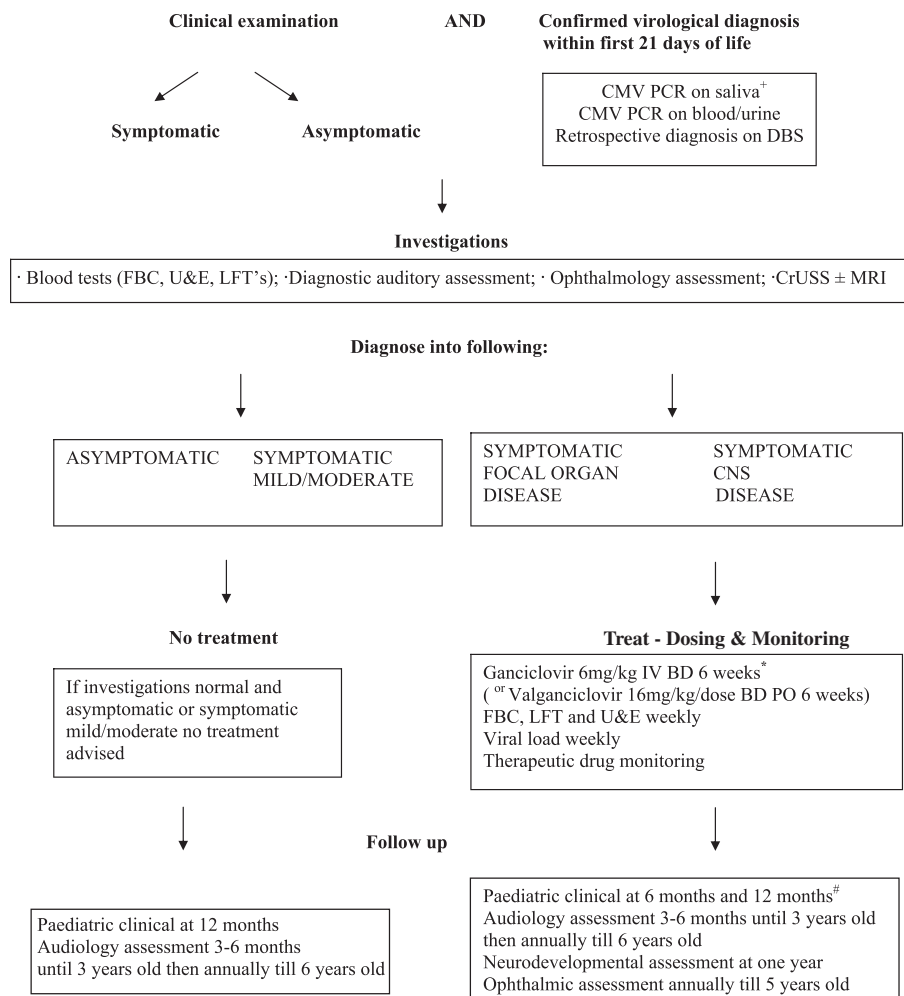 Clinical examination AND Confirmed virological diagnosis
within first 21 days of life
CMV PCR on saliva+
CMV PCR on blood/urine
Retrospective diagnosis on DBS
Symptomatic Asymptomatic
Investigations
· Blood tests (FBC, U&E, LFT's); ·Diagnostic auditory assessment; · Ophthalmology assessment; ·CrUSS ± MRI
Diagnose into following:
ASYMPTOMATIC SYMPTOMATIC
MILD/MODERATE
SYMPTOMATIC SYMPTOMATIC
FOCAL ORGAN CNS
DISEASE DISEASE
No treatment
If investigations normal and
asymptomatic or symptomatic
mild/moderate no treatment
advised
Treat - Dosing & Monitoring
Ganciclovir 6mg/kg IV BD 6 weeks*
( or Valganciclovir 16mg/kg/dose BD PO 6 weeks)
FBC, LFT and U&E weekly
Viral load weekly
Therapeutic drug monitoring
Follow up
Paediatric clinical at 12 months
Audiology assessment 3-6 months
until 3 years old then annually till 6 years old
Paediatric clinical at 6 months and 12 months#
Audiology assessment 3-6 months until 3 years old
then annually till 6 years old
Neurodevelopmental assessment at one year
Ophthalmic assessment annually till 5 years old